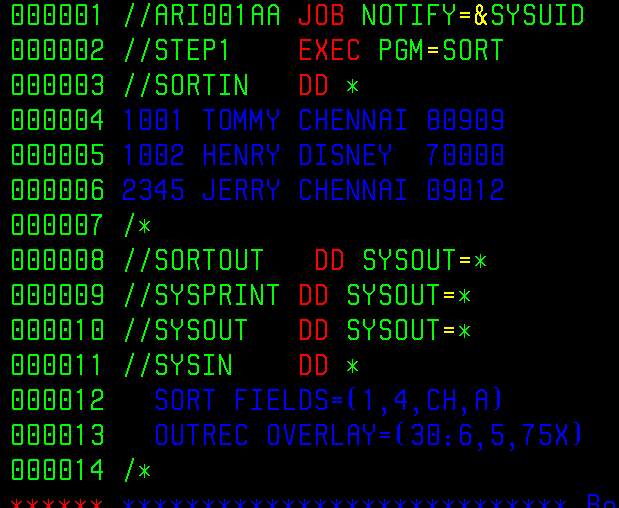 000001 //ARI001AA JOB NOTIFY=&SYSUID
000002 //STEP1    EXEC PGM=SORT
000003 //SORTIN   DD *
000004 1001 TOMMY CHENNAI 80909
000005 1002 HENRY DISNEY  70000
000006 2345 JERRY CHENNAI 09012
000007 /*
000008 //SORTOUT   DD SYSOUT=*
000009 //SYSPRINT DD SYSOUT=*
000010 //SYSOUT   DD SYSOUT=*
000011 //SYSIN    DD *
000012   SORT FIELDS=(1,4,CH,A)
000013   OUTREC OVERLAY=(30:6,5,75X)
000014 /*
****** ****************************